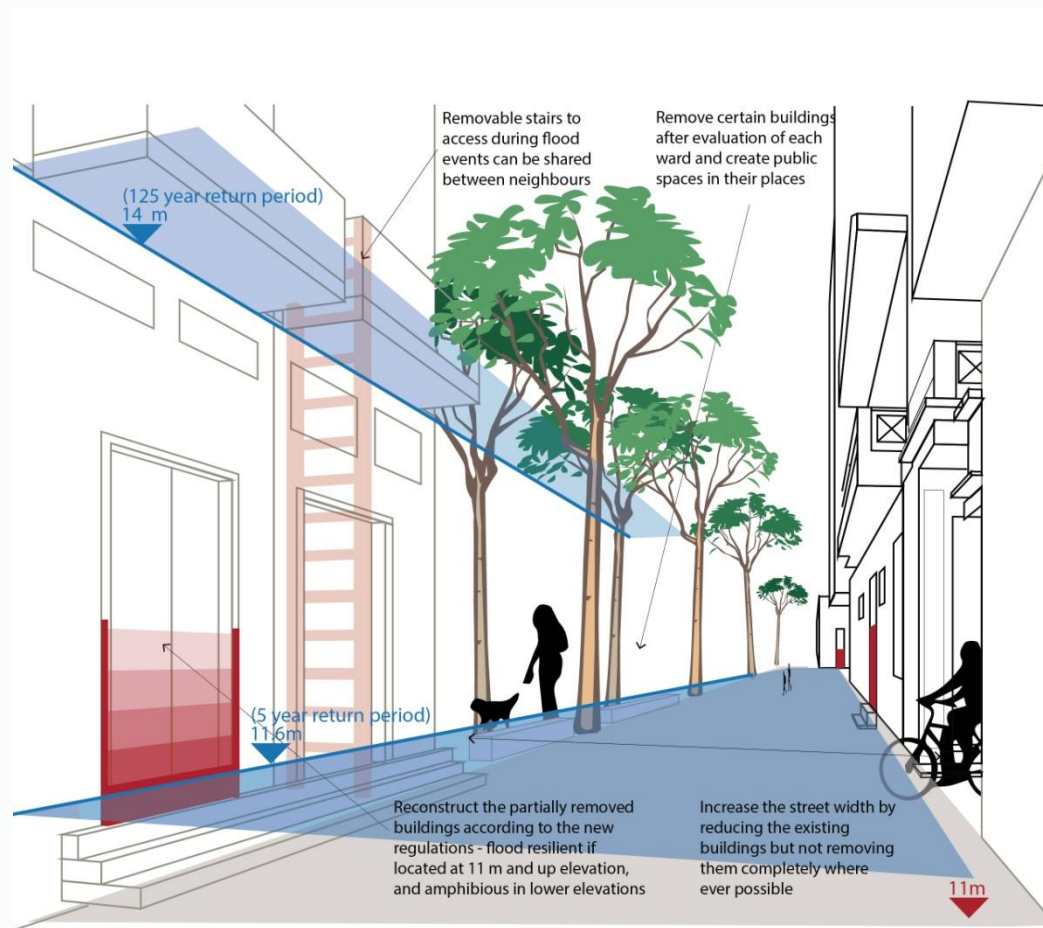 Removable stairs to
access during flood
events can be shared
between neighbours
Remove certain buildings
after evaluation of each
ward and create public
spaces in their places
(125 year return period)
14 m
(5 year return period)
11.6m
Reconstruct the partially removed
buildings according to the new
regulations - flood resilient if
located at 11 m and up elevation,
and amphibious in lower elevations
Increase the street width by
reducing the existing
buildings but not removing
them completely where
ever possible
11m